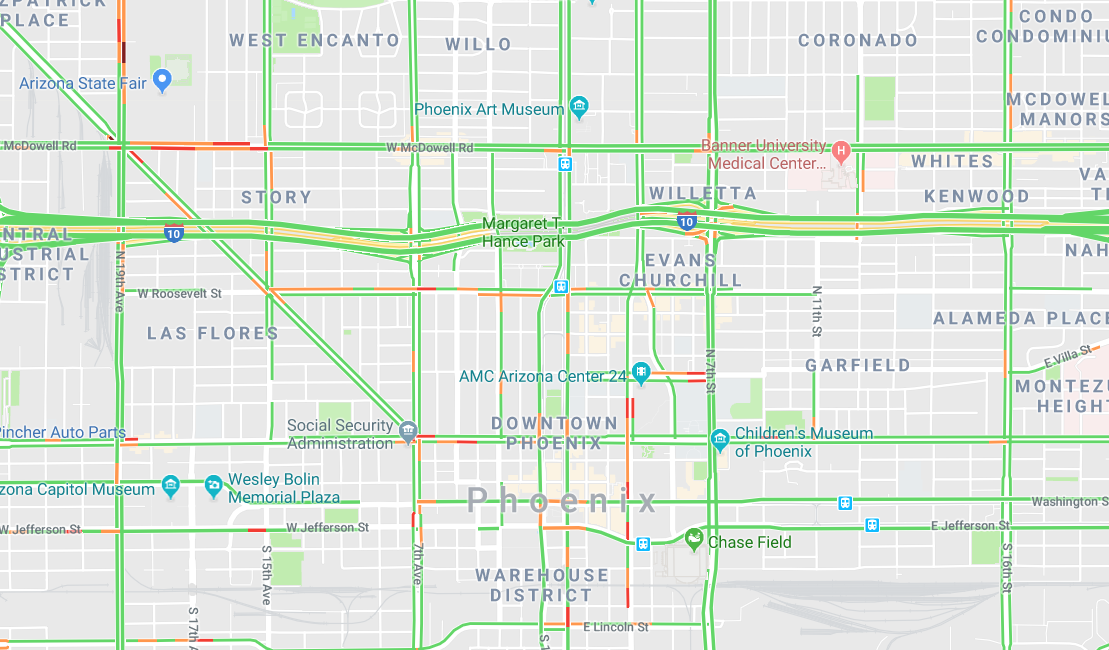 ZPATRICK
PLACE
WEST ENCANTO
WILLO
CORONADO
CONDO
CONDOMINIU
Arizona State Fair
Phoenix Art Museum
MCDOWEL
MANORS
McDowell Rd
W McDowell Rd
Banner University
Medical Center...
H
WHITES
VA
T
STORY
WILLETTA
KENWOOD
10
10
Margaret T.
Hance Park
NTRAL
USTRIAL
STRICT
N 19th Ave
EVANS
CHURCHILL
NAH
W Roosevelt St
N 11th St
LAS FLORES
ALAMEDA PLACE
E Villa St
N 7th St
GARFIELD
AMC Arizona Center 24
MONTEZU
HEIGHT
Pincher Auto Parts
Social Security
Administration
DOWNTOWN
PHOENIX
Children's Museum
of Phoenix
zona Capitol Museum
Wesley Bolin
Memorial Plaza
Phoenix
Washington S
W Jefferson St
W Jefferson St
E Jefferson St
Chase Field
S 15th Ave
7th Ave
S 16th St
WAREHOUSE
DISTRICT
S 17th
E Lincoln St
S 1